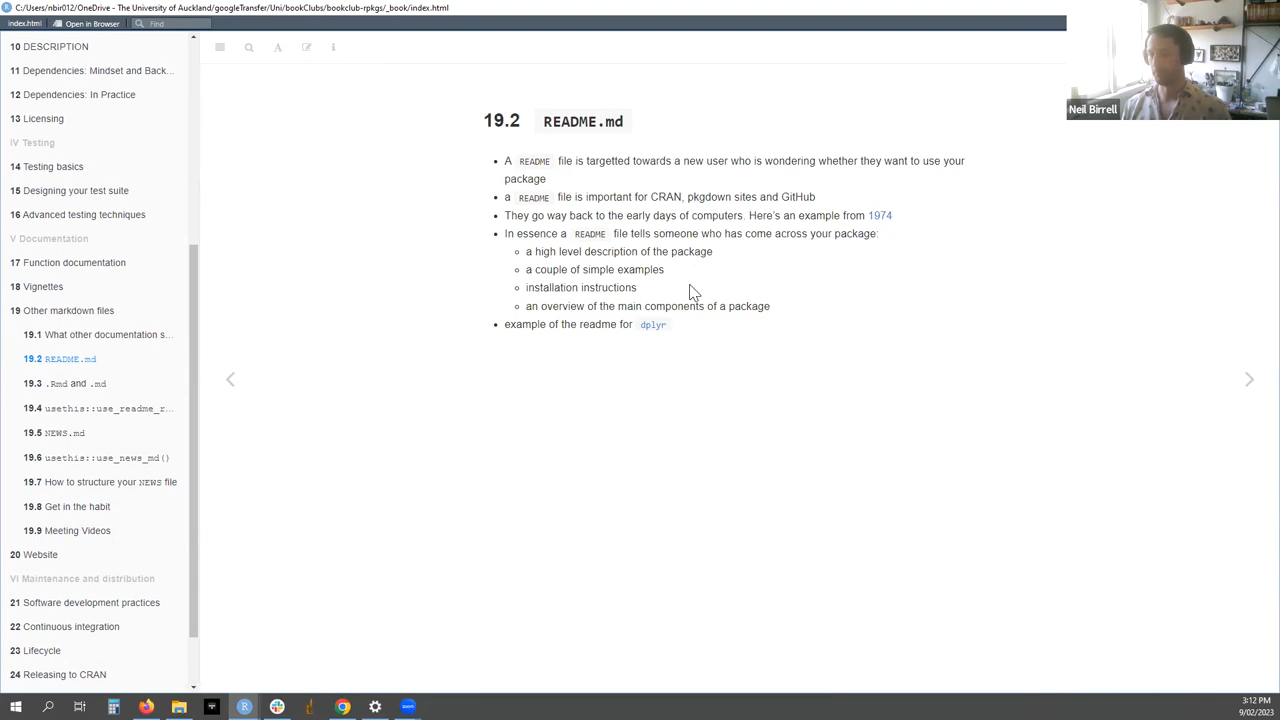 C:/Users/nbir012/OneDrive - The University of Auckland/googleTransfer/Uni/bookClubs/bookclub-rpkgs/_book/index.html
index.html
Open in Browser
Find
10 DESCRIPTION
11 Dependencies: Mindset and Back...
12 Dependencies: In Practice
13 Licensing
IV Testing
14 Testing basics
15 Designing your test suite
16 Advanced testing techniques
V Documentation
17 Function documentation
18 Vignettes
19 Other markdown files
19.1 What other documentation s...
19.2 README.md
19.3 .Rmd and .md
19.4 usethis::use_readme_r...
19.5 NEWS.md
19.6 usethis::use_news_md()
19.7 How to structure your NEWS file
19.8 Get in the habit
19.9 Meeting Videos
20 Website
VI Maintenance and distribution
21 Software development practices
22 Continuous integration
23 Lifecycle
24 Releasing to CRAN
19.2 README.md
• A README file is targetted towards a new user who is wondering whether they want to use your
package
• a README file is important for CRAN, pkgdown sites and GitHub
• They go way back to the early days of computers. Here's an example from 1974
• In essence a README file tells someone who has come across your package:
◦ a high level description of the package
◦ a couple of simple examples
◦ installation instructions
◦ an overview of the main components of a package
• example of the readme for dplyr
Neil Birrell
zoom
3:12 PM
9/02/2023